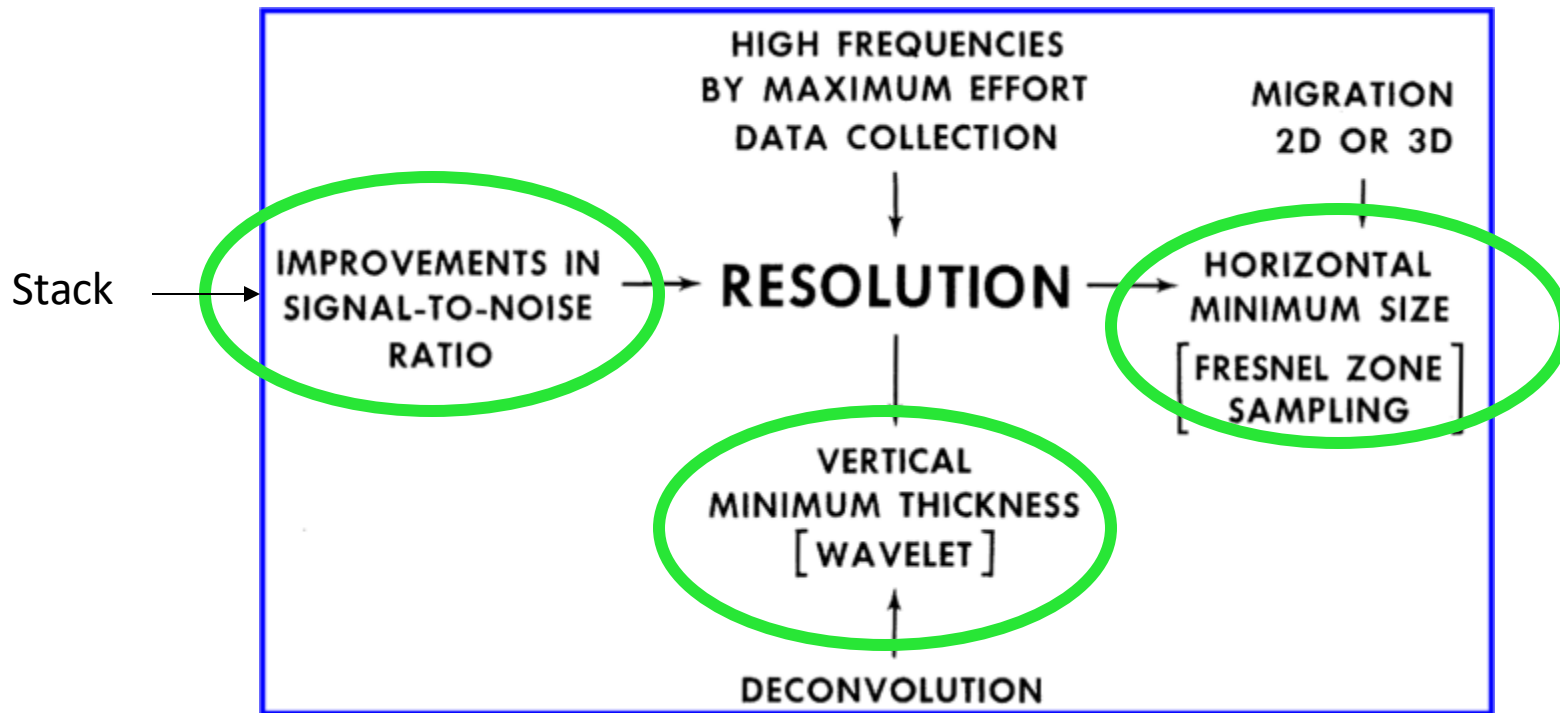 HIGH FREQUENCIES
BY MAXIMUM EFFORT
DATA COLLECTION
MIGRATION
2D OR 3D
Stack
IMPROVEMENTS IN
SIGNAL-TO-NOISE
RATIO
RESOLUTION
HORIZONTAL
MINIMUM SIZE
[FRESNEL ZONE
SAMPLING]
VERTICAL
MINIMUM THICKNESS
[WAVELET]
DECONVOLUTION